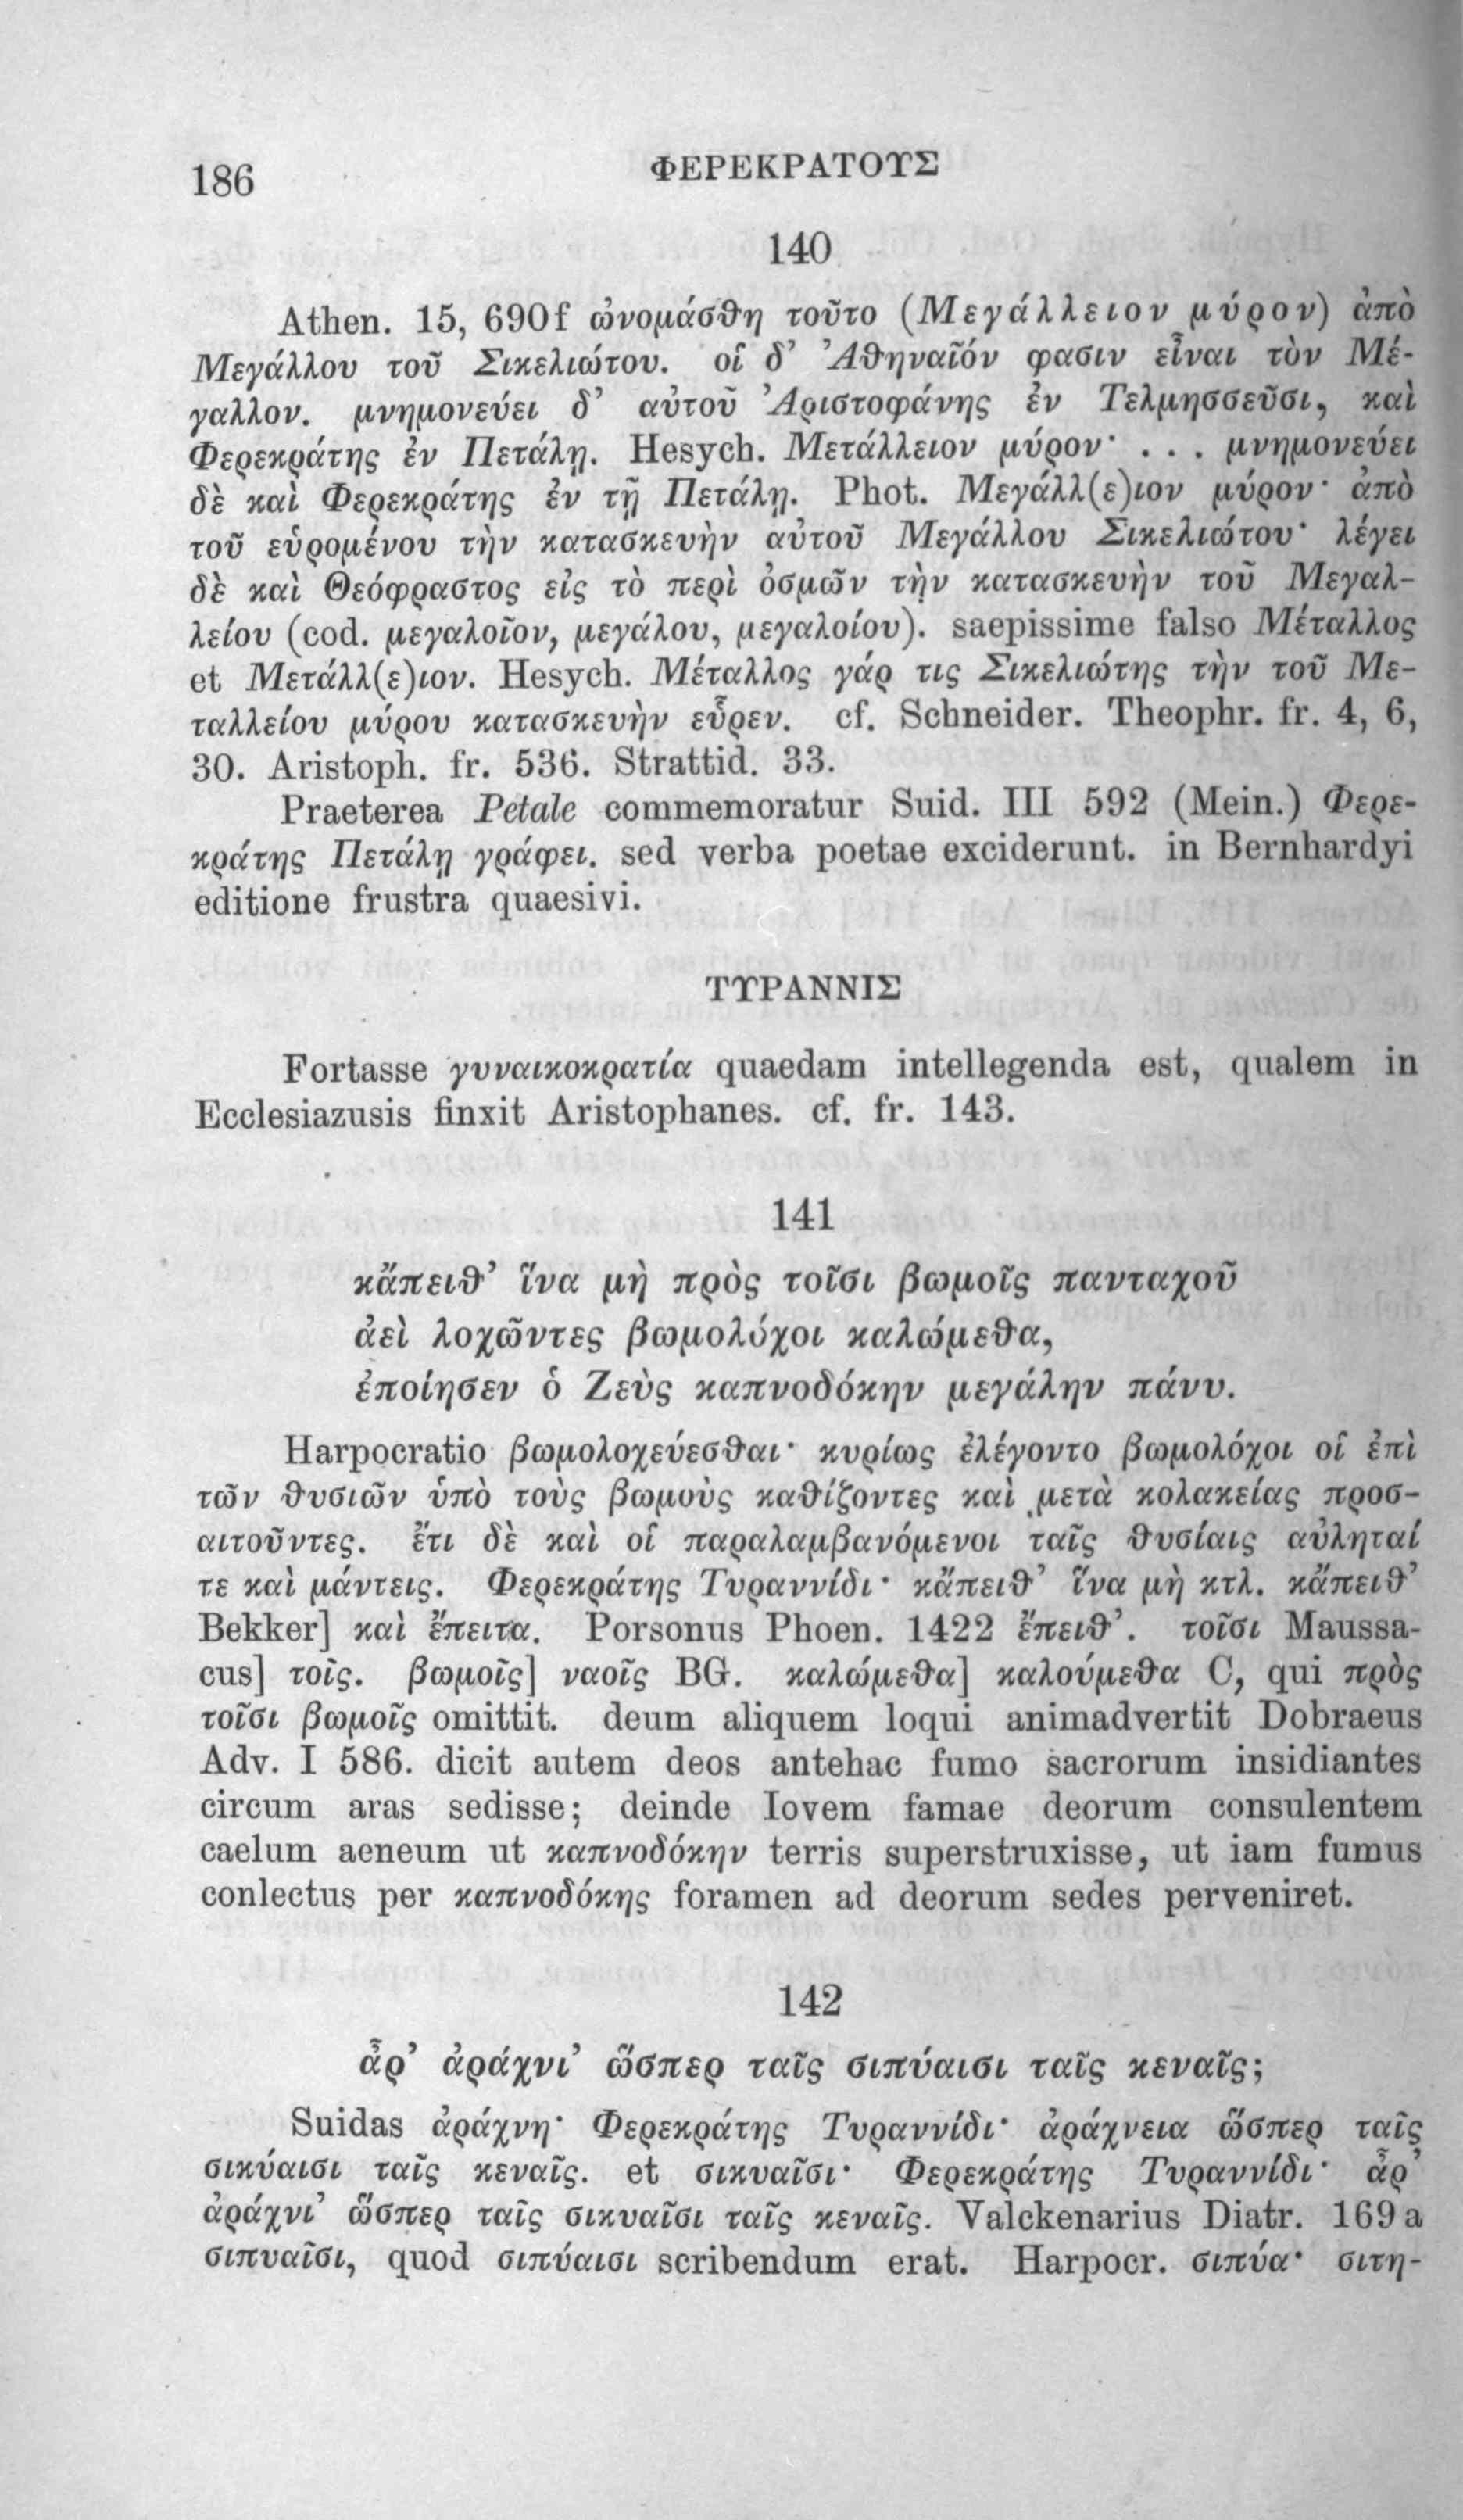 186
ΦΕΡΕΚΡΑΤΟΥΣ
140
Athen. 15, 690f ὠνομάσθη τοῦτο (Μεγάλλειον μύρον) ἀπὸ
Μεγάλλου τοῦ Σικελιώτου. οἱ δ’ Ἀθηναῖόν φασιν εἶναι τὸν Μέ-
γαλλον. μνημονεύει δ’ αὐτοῦ Ἀριστοφάνης ἐν Τελμησσεῦσι, καὶ
Φερεκράτης ἐν Πετάλῃ. Hesych. Μετάλλειον μύρον· . . . μνημονεύει
δὲ καὶ Φερεκράτης ἐν τῇ Πετάλῃ. Phot. Μεγάλλ(ε)ιον μύρον· ἀπὸ
τοῦ εὑρομένου τὴν κατασκευὴν αὐτοῦ Μεγάλλου Σικελιώτου· λέγει
δὲ καὶ Θεόφραστος εἰς τὸ περὶ ὀσμῶν τὴν κατασκευὴν τοῦ Μεγαλ-
λείου (cod. μεγαλοῖον, μεγάλου, μεγαλοίου). saepissime falso Μέταλλος
et Μετάλλ(ε)ιον. Hesych. Μέταλλος γάρ τις Σικελιώτης τὴν τοῦ Με-
ταλλείου μύρου κατασκευὴν εὗρεν. cf. Schneider. Theophr. fr. 4, 6,
30. Aristoph. fr. 536. Strattid. 33.
Praeterea Petale commemoratur Suid. III 592 (Mein.) Φερε-
κράτης Πετάλῃ γράφει. sed verba poetae exciderunt. in Bernhardyi
editione frustra quaesivi.
ΤΥΡΑΝΝΙΣ
Fortasse γυναικοκρατία quaedam intellegenda est, qualem in
Ecclesiazusis finxit Aristophanes. cf. fr. 143.
141
κἄπειθ’ ἵνα μὴ πρὸς τοῖσι βωμοῖς πανταχοῦ
ἀεὶ λοχῶντες βωμολόχοι καλώμεθα,
ἐποίησεν ὁ Ζεὺς καπνοδόκην μεγάλην πάνυ.
Harpocratio βωμολοχεύεσθαι· κυρίως ἐλέγοντο βωμολόχοι οἱ ἐπὶ
τῶν θυσιῶν ὑπὸ τοὺς βωμοὺς καθίζοντες καὶ μετὰ κολακείας προσ-
αιτοῦντες. ἔτι δὲ καὶ οἱ παραλαμβανόμενοι ταῖς θυσίαις αὐληταί
τε καὶ μάντεις. Φερεκράτης Τυραννίδι· κἄπειθ’ ἵνα μὴ κτλ. κἄπειθ’
Bekker] καὶ ἔπειτα. Porsonus Phoen. 1422 ἔπειθ’. τοῖσι Maussa-
cus] τοῖς. βωμοῖς] ναοῖς BG. καλώμεθα] καλούμεθα C, qui πρὸς
τοῖσι βωμοῖς omittit. deum aliquem loqui animadvertit Dobraeus
Adv. I 586. dicit autem deos antehac fumo sacrorum insidiantes
circum aras sedisse; deinde Iovem famae deorum consulentem
caelum aeneum ut καπνοδόκην terris superstruxisse, ut iam fumus
conlectus per καπνοδόκης foramen ad deorum sedes perveniret.
142
ἆρ’ ἀράχνι’ ὥσπερ ταῖς σιπύαισι ταῖς κεναῖς;
Suidas ἀράχνη· Φερεκράτης Τυραννίδι· ἀράχνεια ὥσπερ ταῖς
σικύαισι ταῖς κεναῖς. et σικυαῖσι· Φερεκράτης Τυραννίδι· ἆρ’
ἀράχνι’ ὥσπερ ταῖς σικυαῖσι ταῖς κεναῖς. Valckenarius Diatr. 169a
σιπυαῖσι, quod σιπύαισι scribendum erat. Harpocr. σιπύα· σιτη-